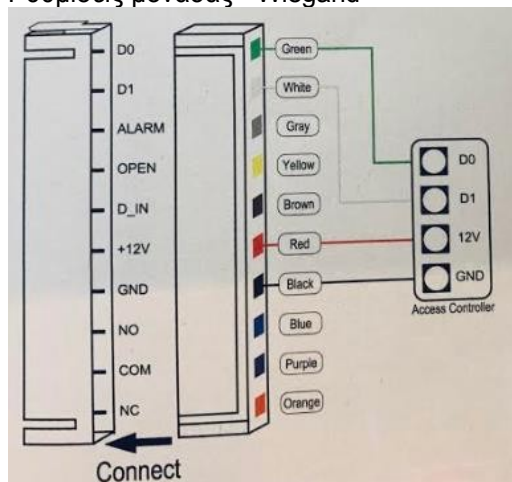 D0
Green
D1
White
ALARM
Gray
OPEN
Yellow
D_IN
Brown
+12V
Red
GND
Black
NO
Blue
COM
Purple
NC
Orange
D0
D1
12V
GND
Access Controller
Connect